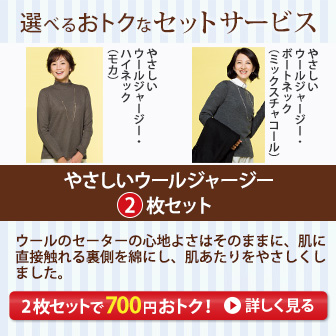 選べるおトクなセットサービス
やさしい
ウールジャージー・
ハイネック
(モカ)
やさしい
ウールジャージー・
ボートネック
(ミックスチャコール)
やさしいウールジャージー
2枚セット
ウールのセーターの心地よさはそのままに、肌に
直接触れる裏側を綿にし、肌あたりをやさしくし
ました。
2枚セットで700円おトク!
詳しく見る